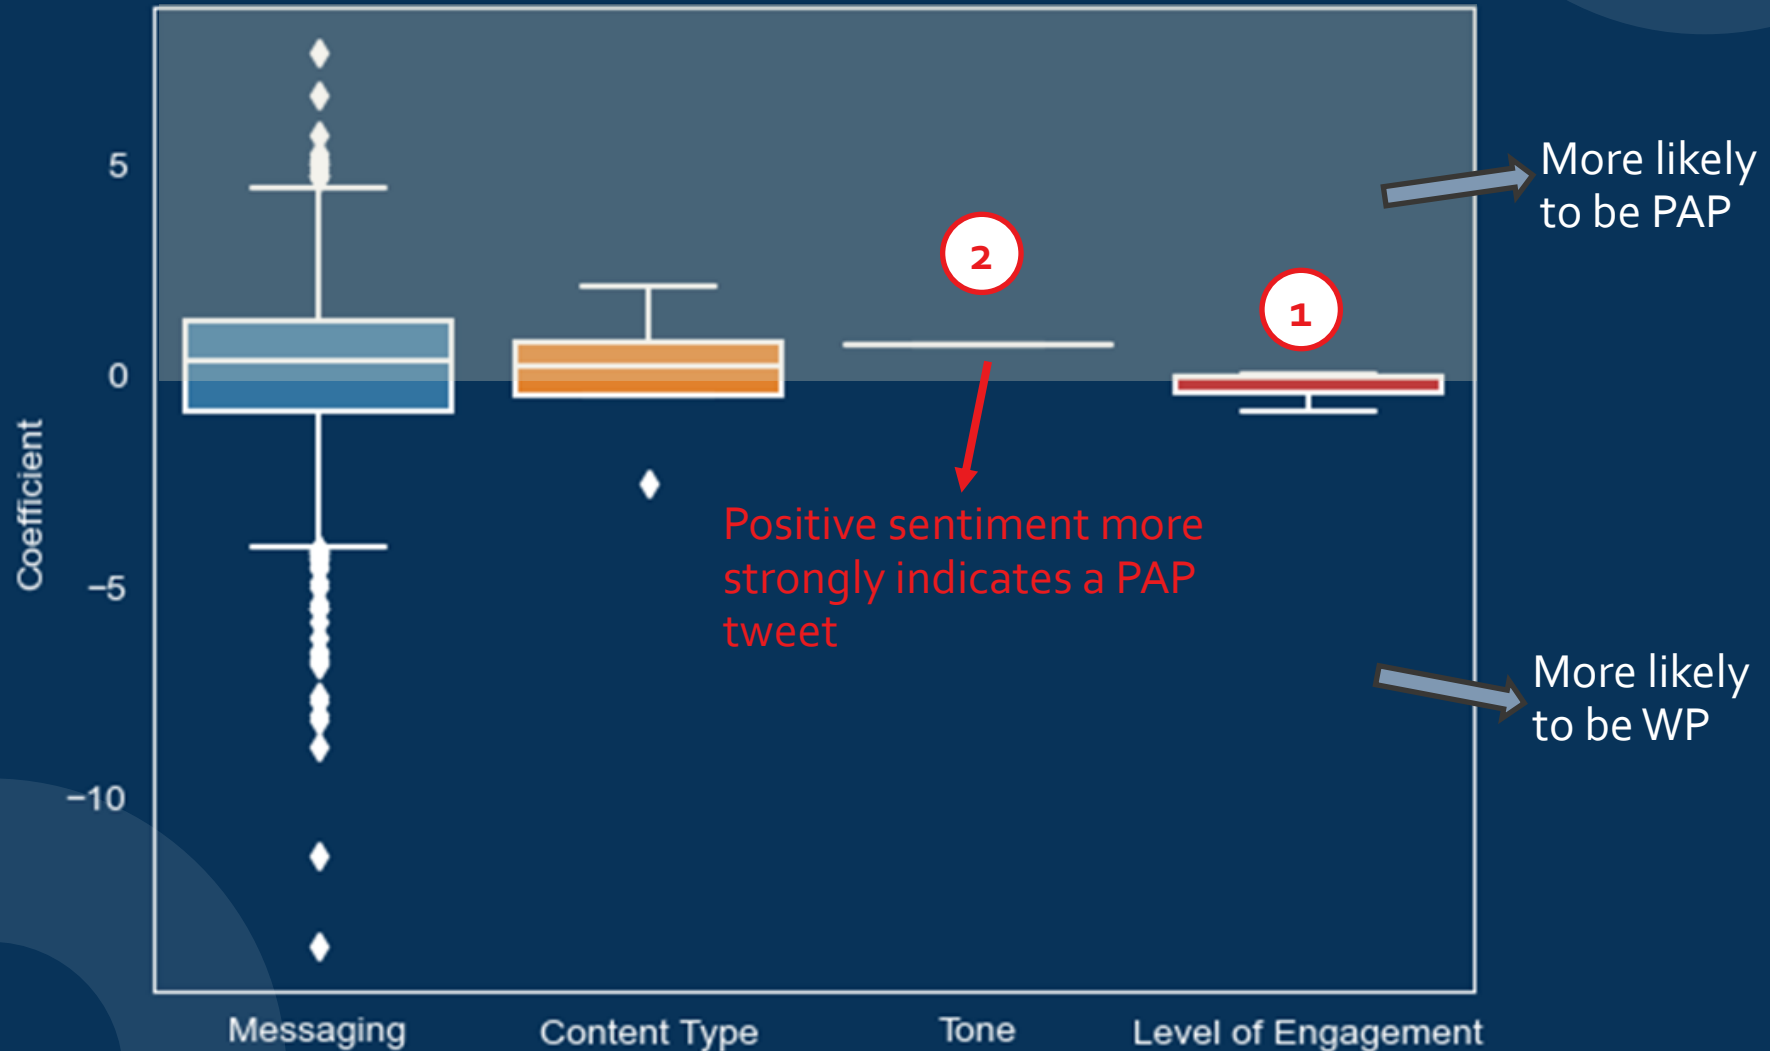 5
0
−5
−10
Coefficient
2
1
More likely
to be PAP
Positive sentiment more
strongly indicates a PAP
tweet
More likely
to be WP
Messaging
Content Type
Tone
Level of Engagement